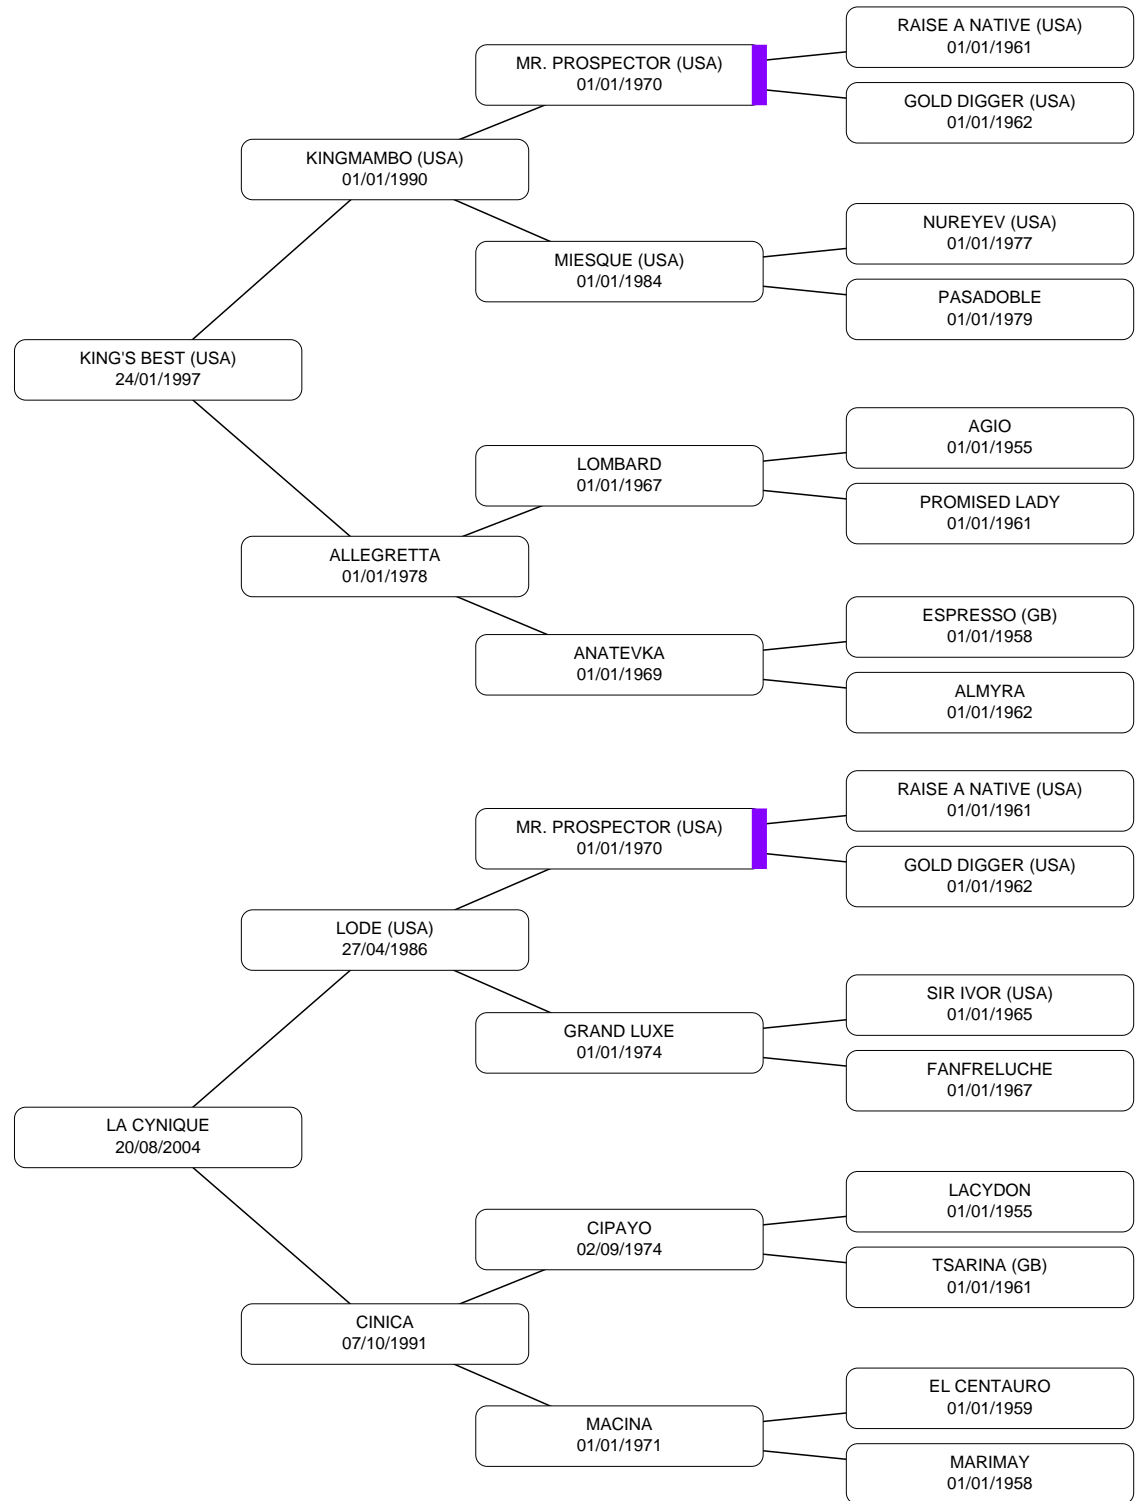 RAISE A NATIVE (USA)
01/01/1961
MR. PROSPECTOR (USA)
01/01/1970
GOLD DIGGER (USA)
01/01/1962
KINGMAMBO (USA)
01/01/1990
NUREYEV (USA)
01/01/1977
MIESQUE (USA)
01/01/1984
PASADOBLE
01/01/1979
KING'S BEST (USA)
24/01/1997
AGIO
01/01/1955
LOMBARD
01/01/1967
PROMISED LADY
01/01/1961
ALLEGRETTA
01/01/1978
ESPRESSO (GB)
01/01/1958
ANATEVKA
01/01/1969
ALMYRA
01/01/1962
RAISE A NATIVE (USA)
01/01/1961
MR. PROSPECTOR (USA)
01/01/1970
GOLD DIGGER (USA)
01/01/1962
LODE (USA)
27/04/1986
SIR IVOR (USA)
01/01/1965
GRAND LUXE
01/01/1974
FANFRELUCHE
01/01/1967
LA CYNIQUE
20/08/2004
LACYDON
01/01/1955
CIPAYO
02/09/1974
TSARINA (GB)
01/01/1961
CINICA
07/10/1991
EL CENTAURO
01/01/1959
MACINA
01/01/1971
MARIMAY
01/01/1958